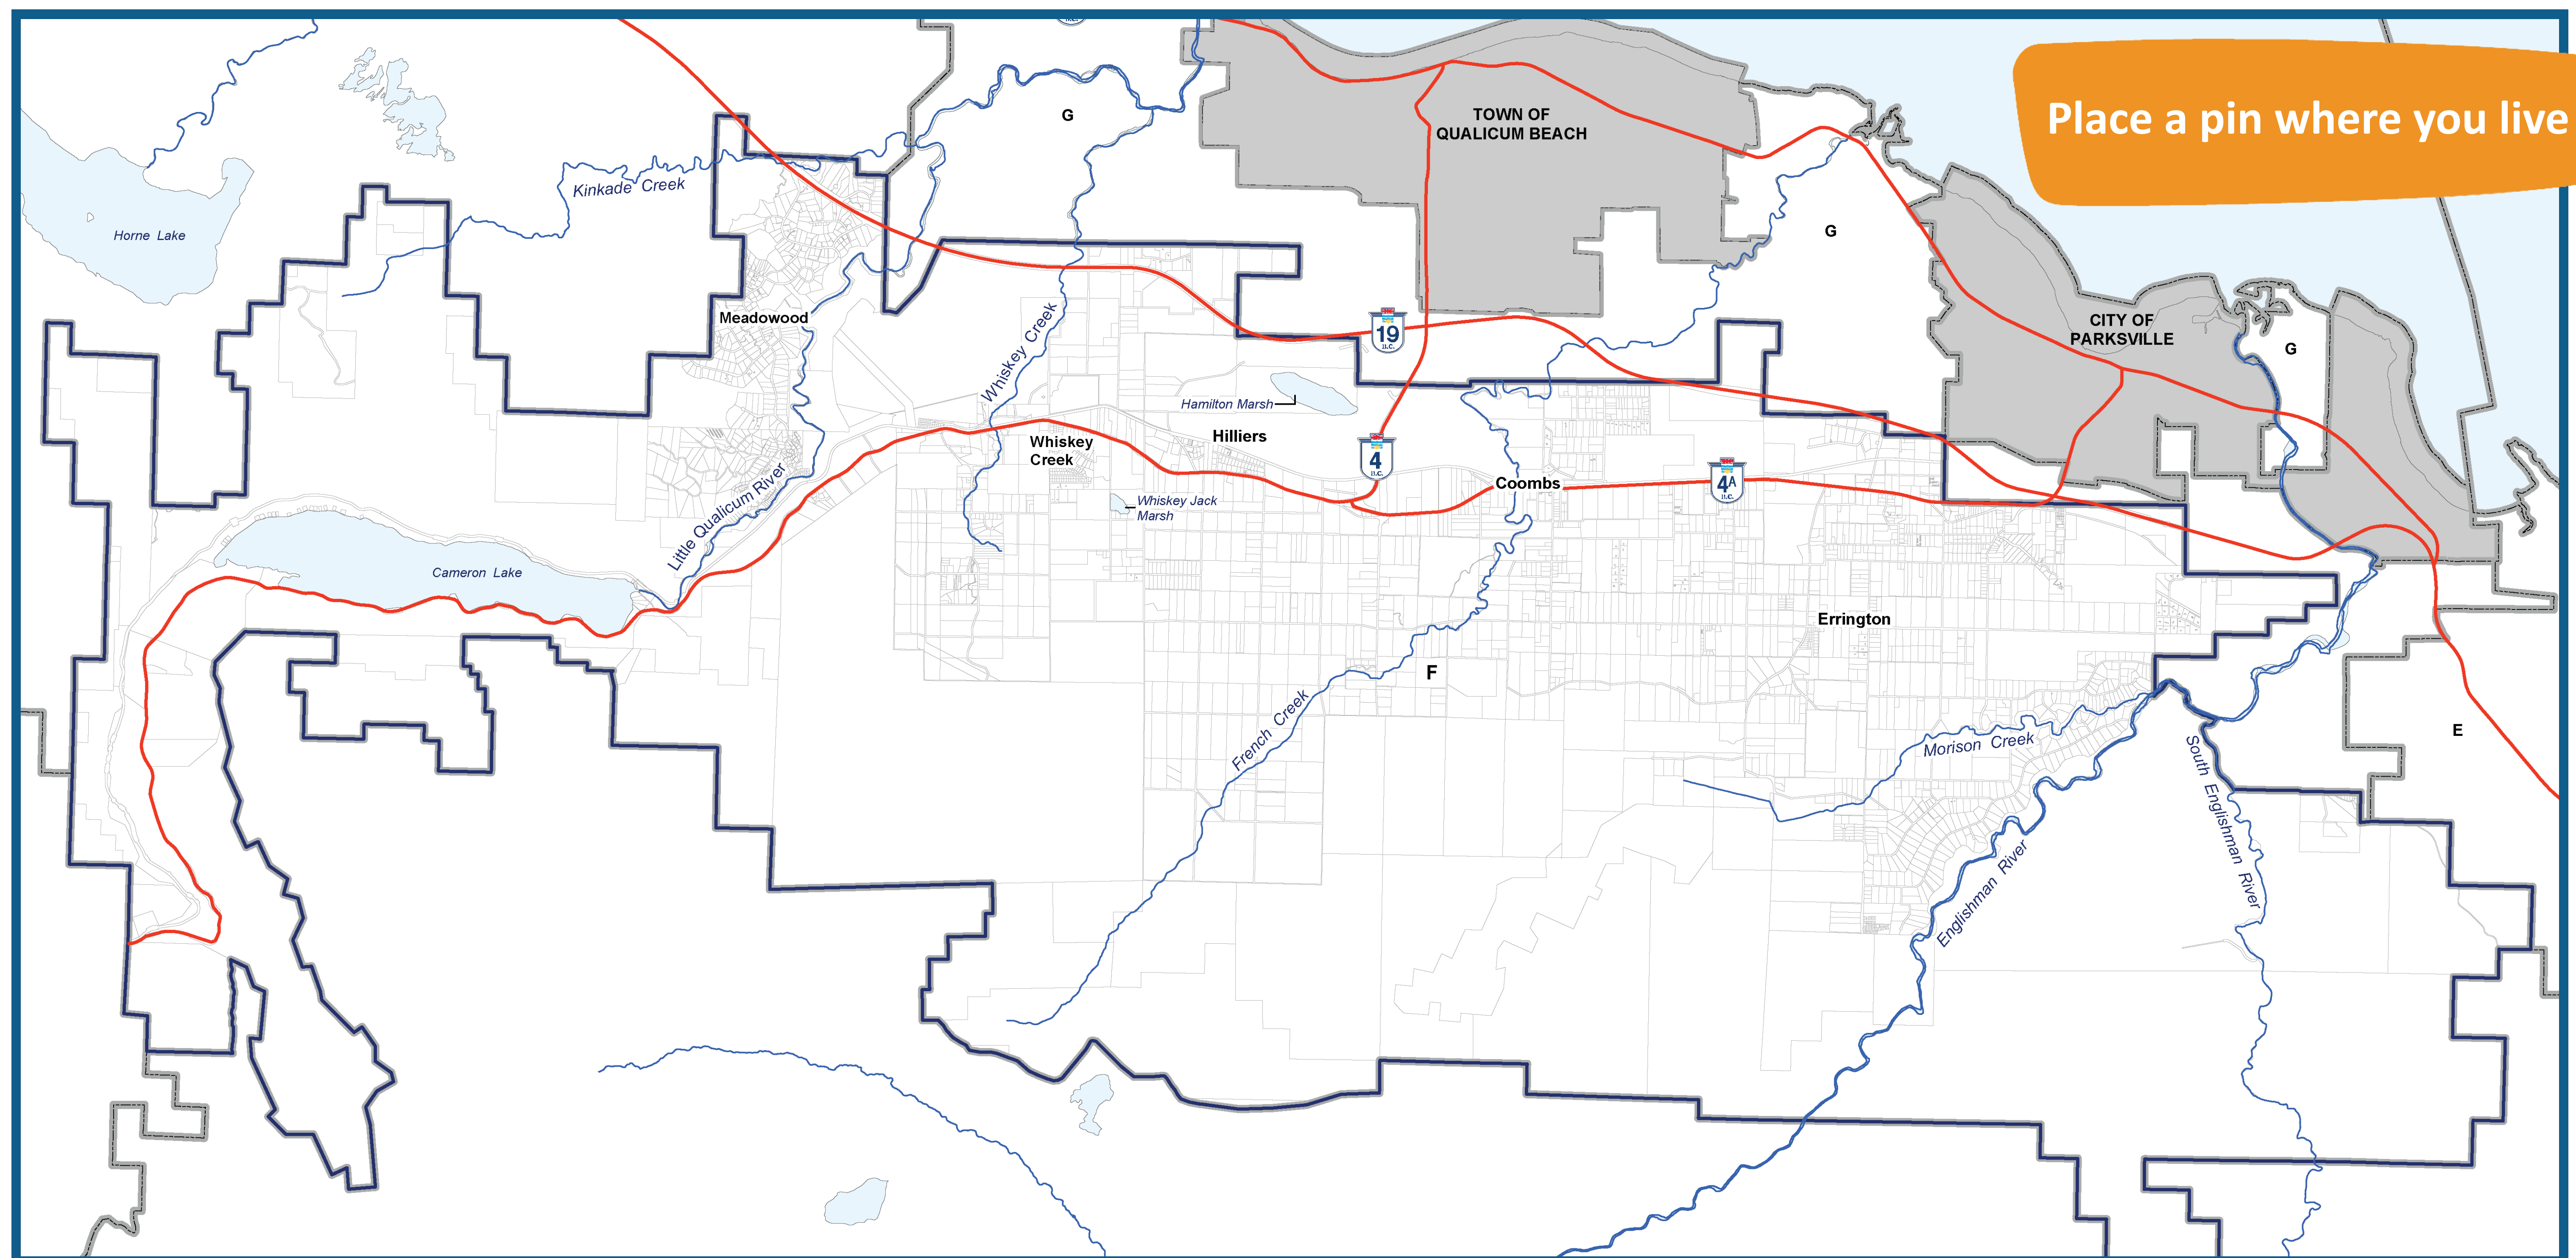 Place a pin where you live
G
TOWN OF
QUALICUM BEACH
Kinkade Creek
Horne Lake
G
Meadowood
Whiskey Creek
19
B.C.
CITY OF
PARKSVILLE
G
Hamilton Marsh
Hilliers
Whiskey
Creek
4
B.C.
Coombs
4A
B.C.
Whiskey Jack
Marsh
Little Qualicum River
Cameron Lake
Errington
F
French Creek
Morison Creek
E
South Englishman River
Englishman River